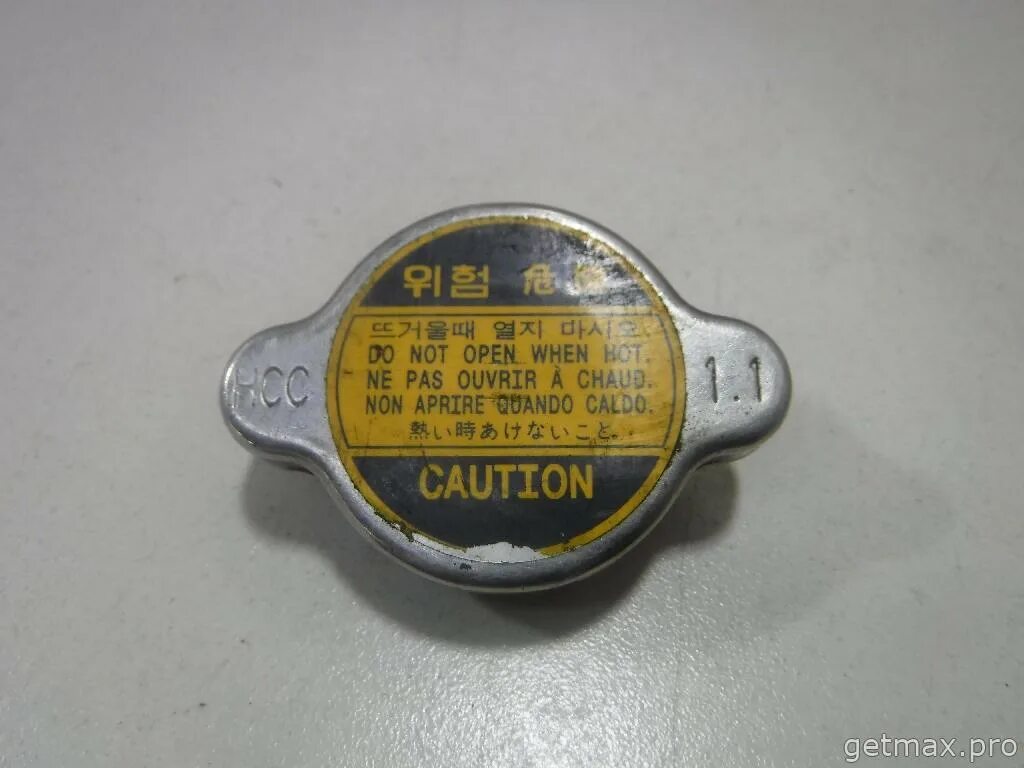 위험 危険
뜨거울때 열지 마시오.
DO NOT OPEN WHEN HOT.
NE PAS OUVRIR À CHAUD.
NON APRIRE QUANDO CALDO.
熱い時あけないこと。
CAUTION
HCC
1.1
getmax.pro